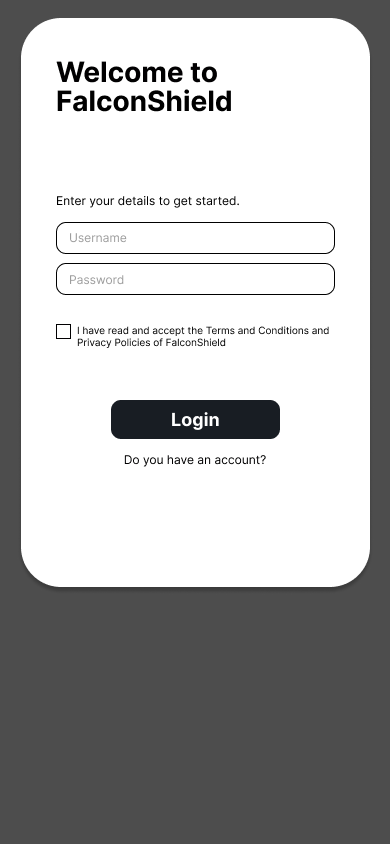 Welcome to
FalconShield
Enter your details to get started.
Username
Password
I have read and accept the Terms and Conditions and
Privacy Policies of FalconShield
Login
Do you have an account?